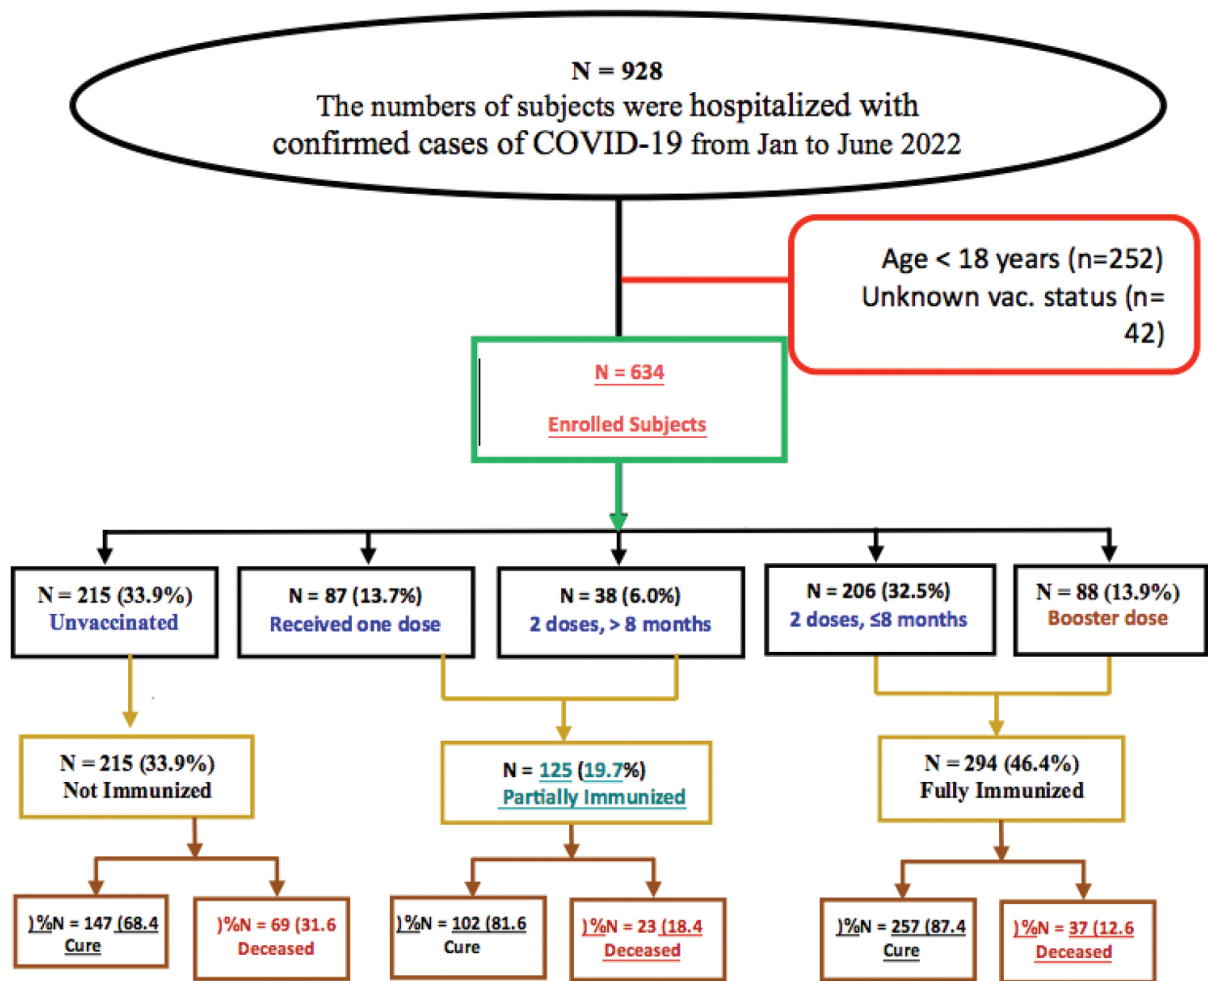 N = 928
The numbers of subjects were hospitalized with
confirmed cases of COVID-19 from Jan to June 2022
Age < 18 years (n=252)
Unknown vac. status (n=
42)
N = 634
Enrolled Subjects
N = 215 (33.9%)
Unvaccinated
N = 87 (13.7%)
Received one dose
N = 38 (6.0%)
2 doses, > 8 months
N = 206 (32.5%)
2 doses, ≤8 months
N = 88 (13.9%)
Booster dose
N = 215 (33.9%)
Not Immunized
N = 125 (19.7%)
Partially Immunized
N = 294 (46.4%)
Fully Immunized
)%N = 147 (68.4
Cure
)%N = 69 (31.6
Deceased
)%N = 102 (81.6
Cure
)%N = 23 (18.4
Deceased
)%N = 257 (87.4
Cure
)%N = 37 (12.6
Deceased